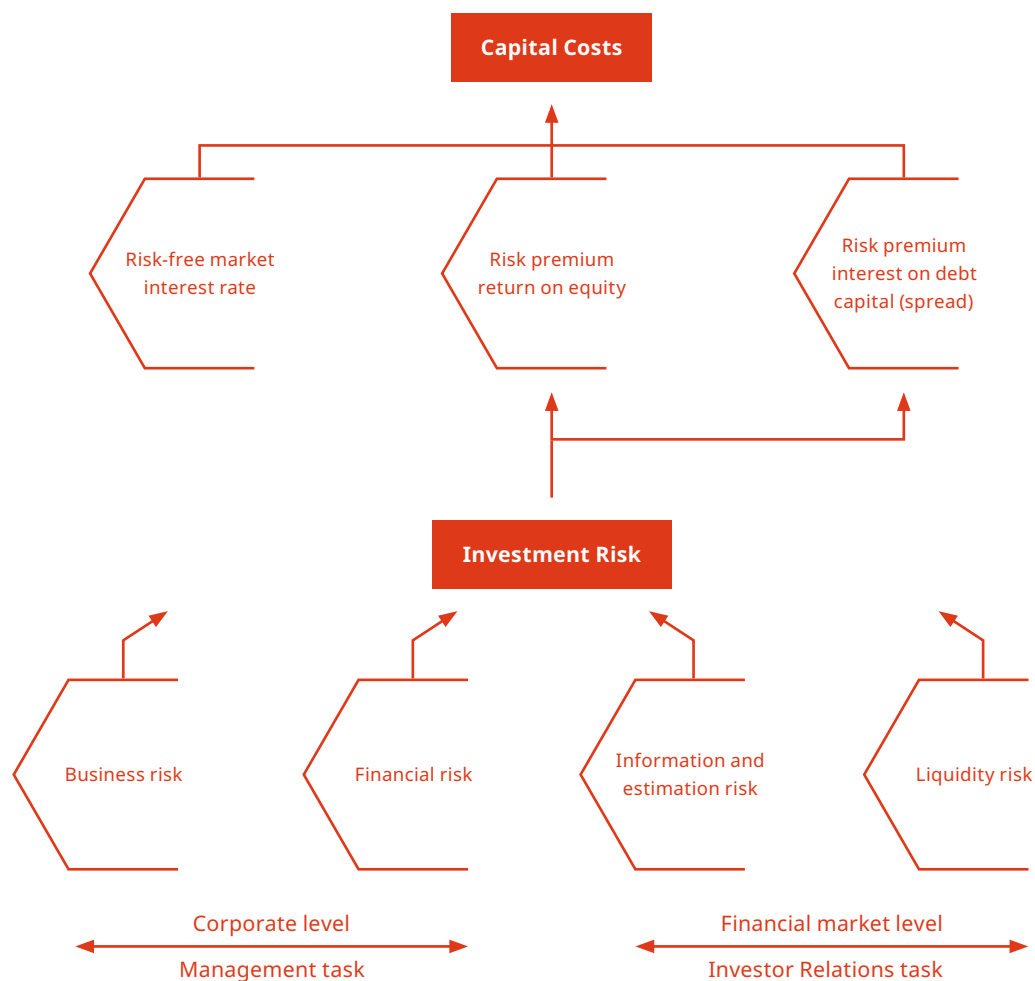 Capital Costs
Risk-free market
interest rate
Risk premium
return on equity
Risk premium
interest on debt
capital (spread)
Investment Risk
Business risk
Financial risk
Information and
estimation risk
Liquidity risk
Corporate level
Management task
Financial market level
Investor Relations task